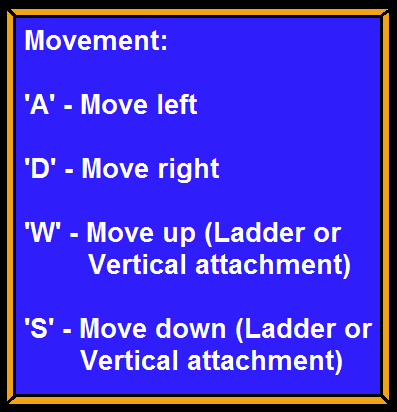 Movement:
'A' - Move left
'D' - Move right
'W' - Move up (Ladder or
Vertical attachment)
'S' - Move down (Ladder or
Vertical attachment)